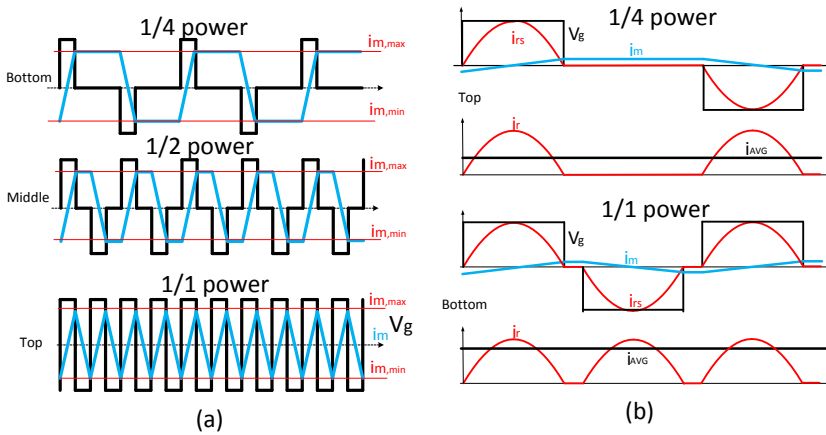 1/4 power
im,max
Bottom
im,min
1/2 power
im,max
Middle
im,min
1/1 power
im,max
im
Vg
Top
im,min
(a)
1/4 power
irs
Vg
im
Top
ir
iAVG
1/1 power
Vg
im
irs
Bottom
ir
iAVG
(b)